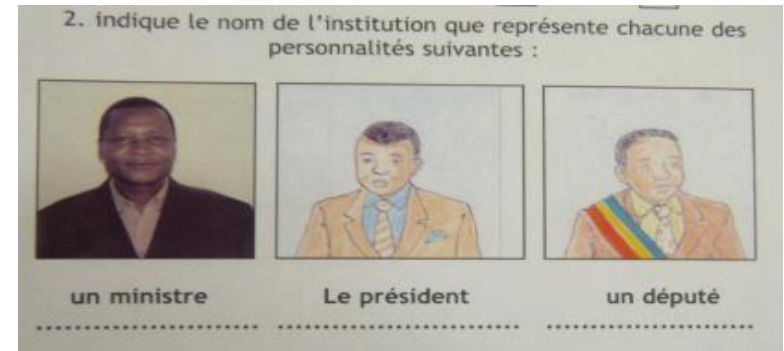 2. indique le nom de l'institution que représente chacune des
personnalités suivantes :
un ministre Le président un député